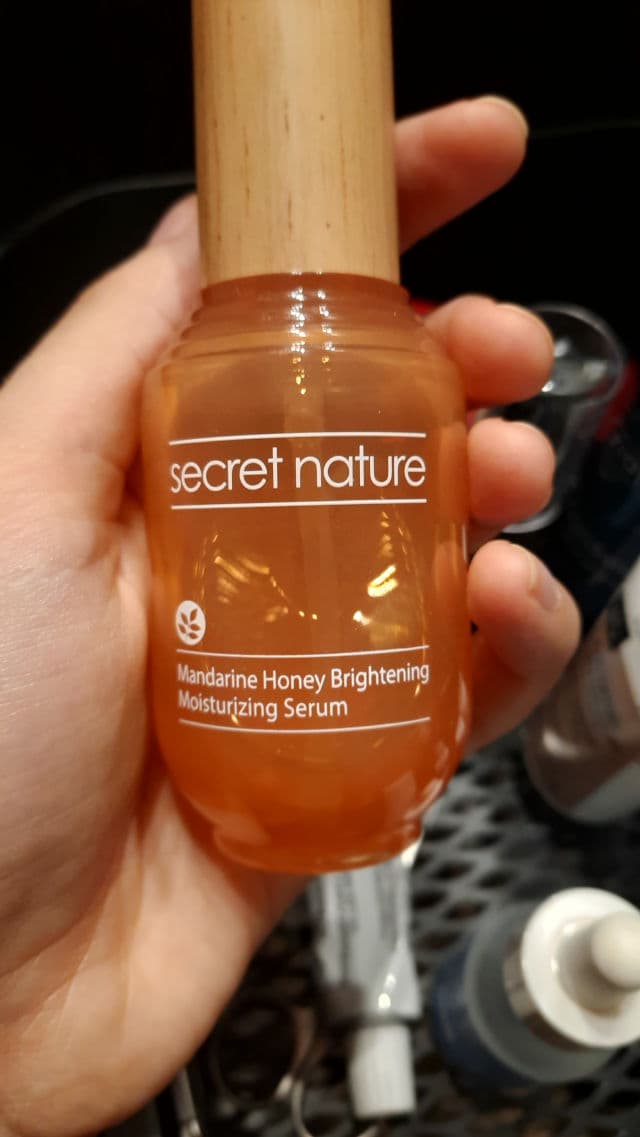 secret nature
Mandarine Honey Brightening
Moisturizing Serum